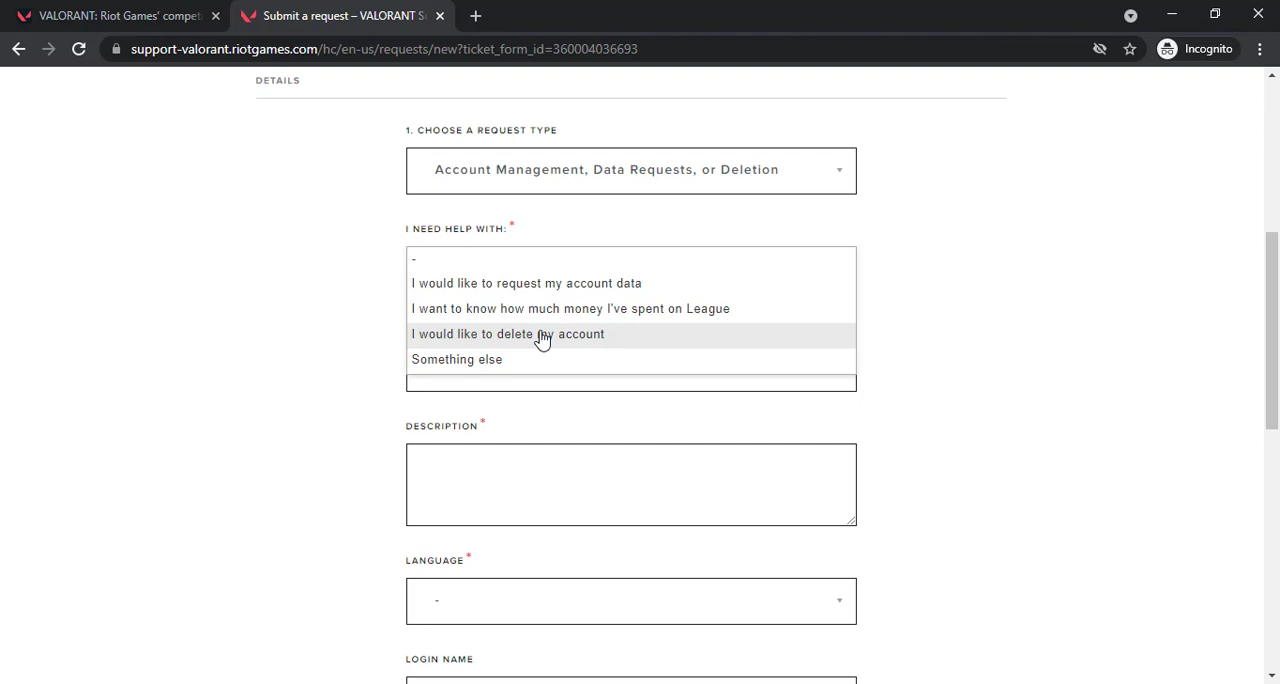 VALORANT: Riot Games' compet
Submit a request – VALORANT S
support-valorant.riotgames.com/hc/en-us/requests/new?ticket_form_id=360004036693
Incognito
DETAILS
1. CHOOSE A REQUEST TYPE
Account Management, Data Requests, or Deletion
I NEED HELP WITH:*
-
I would like to request my account data
I want to know how much money I've spent on League
I would like to delete my account
Something else
DESCRIPTION*
LANGUAGE*
-
LOGIN NAME